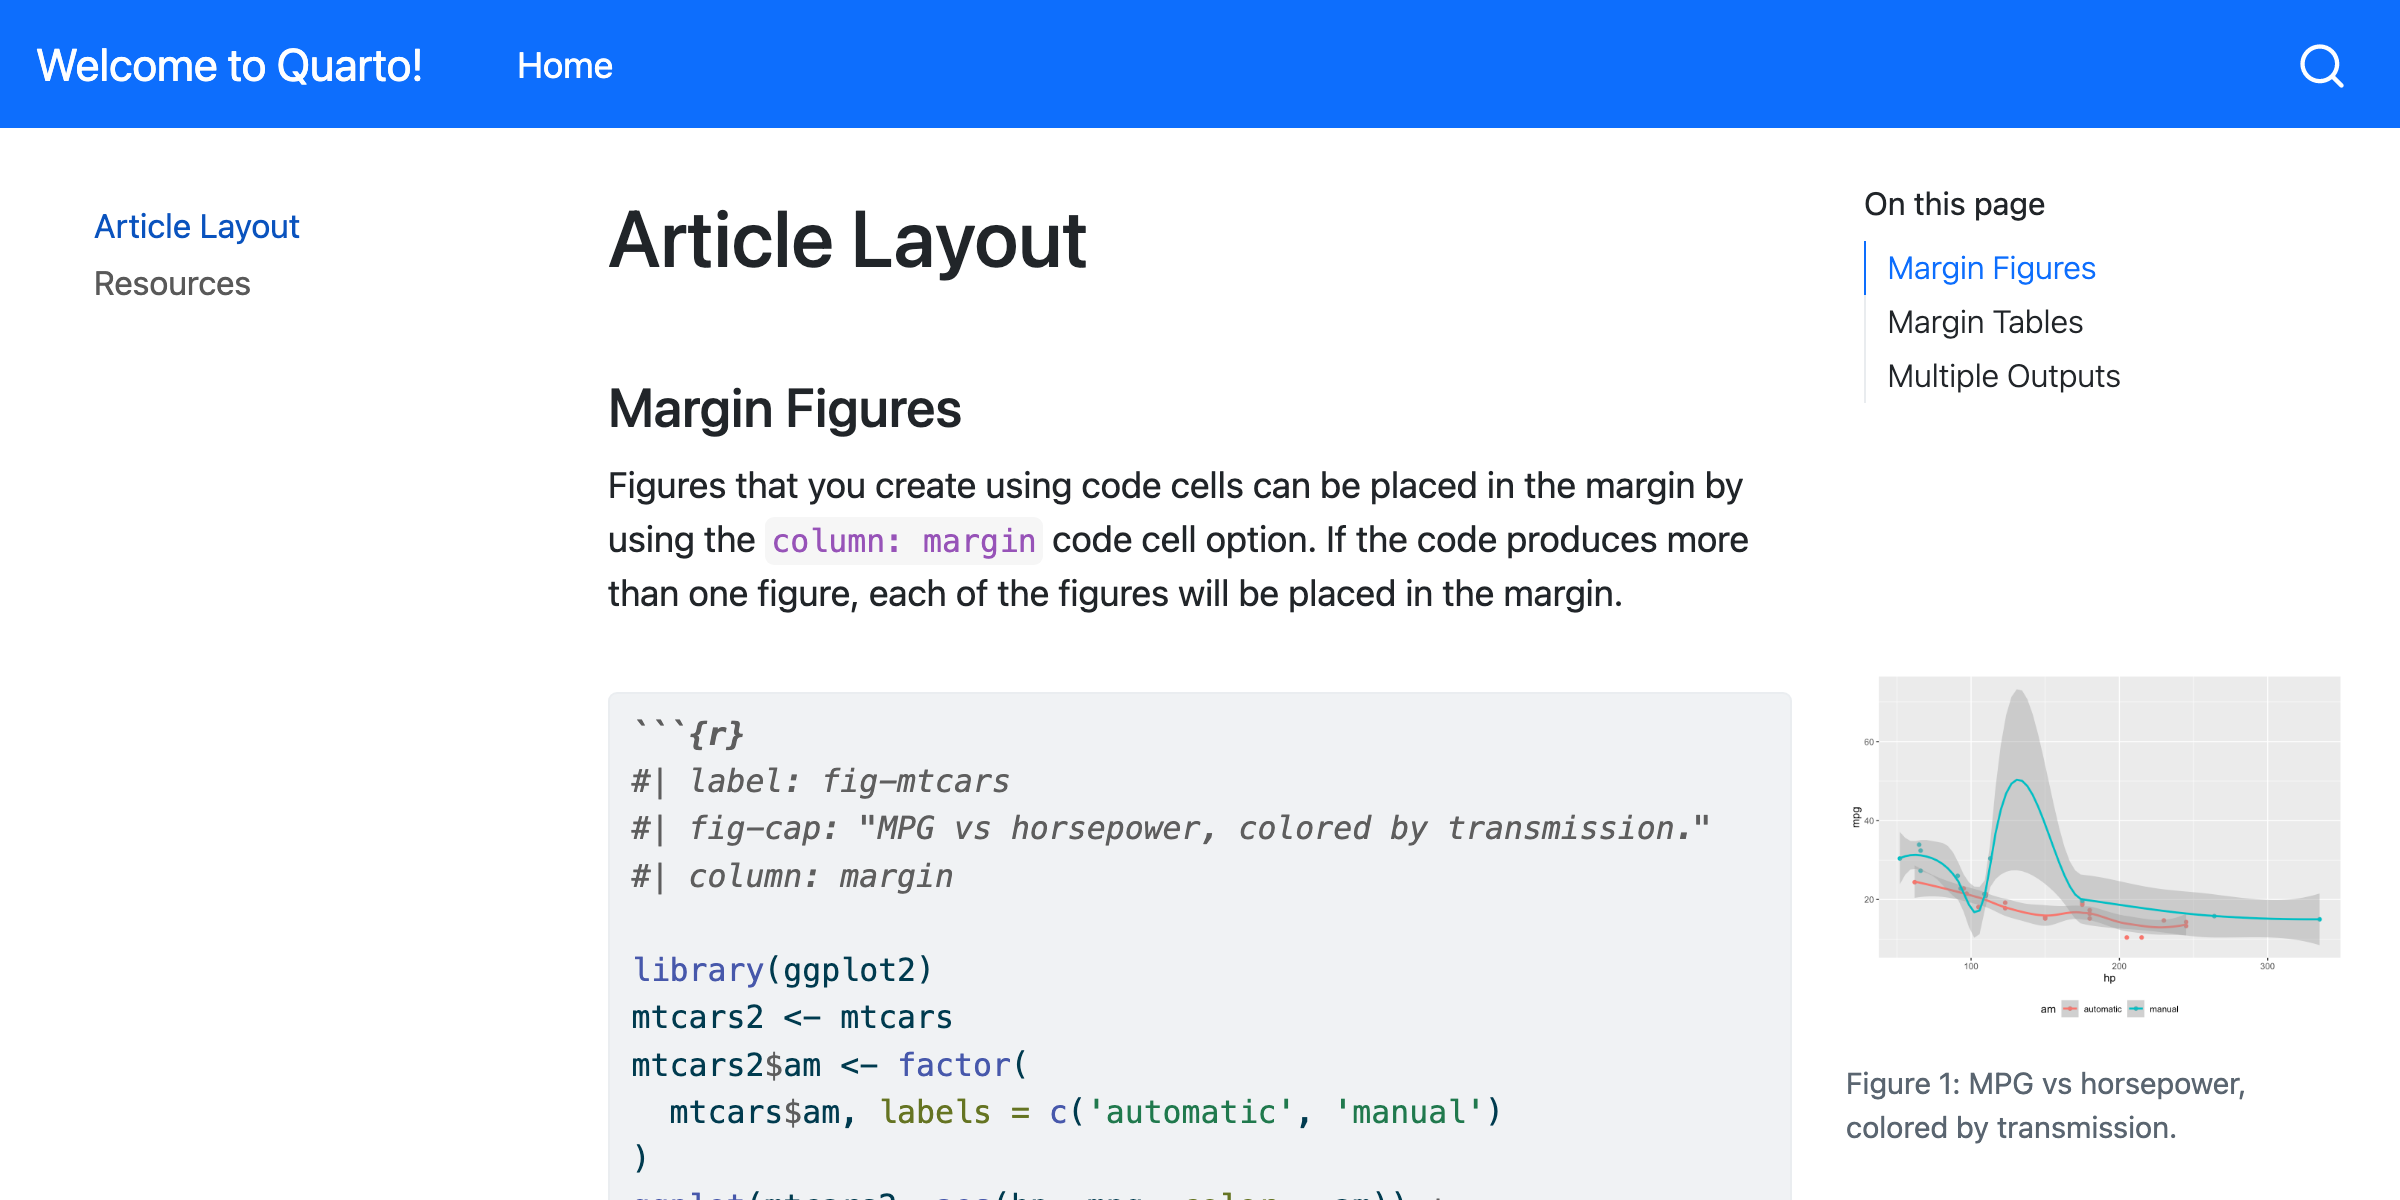 Welcome to Quarto!
Home
Article Layout
Resources
Article Layout
Margin Figures
Figures that you create using code cells can be placed in the margin by
using the column: margin code cell option. If the code produces more
than one figure, each of the figures will be placed in the margin.
```{r}
#| label: fig-mtcars
#| fig-cap: "MPG vs horsepower, colored by transmission."
#| column: margin
library(ggplot2)
mtcars2 <- mtcars
mtcars2$am <- factor(
  mtcars$am, labels = c('automatic', 'manual')
)
On this page
Margin Figures
Margin Tables
Multiple Outputs
60
40
20
mpg
100 200 300
hp
am automatic manual
Figure 1: MPG vs horsepower,
colored by transmission.